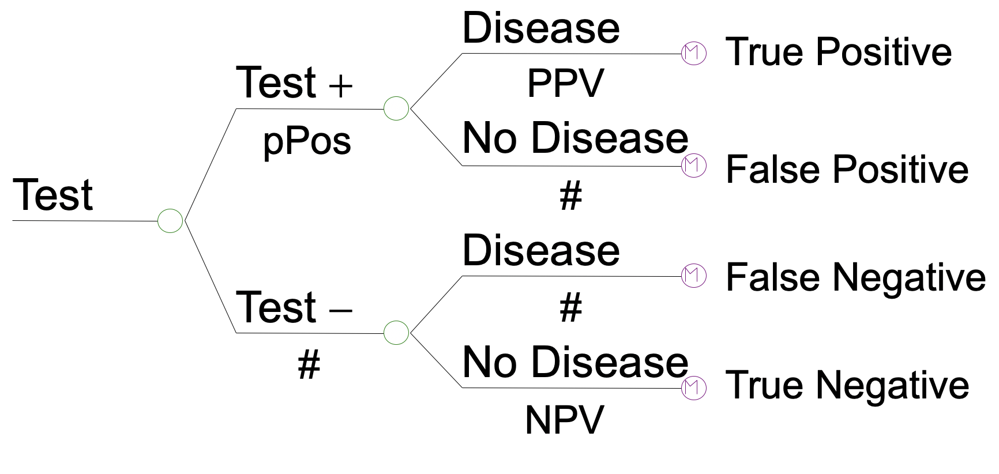 Disease
M True Positive
Test + PPV
pPos No Disease
M False Positive
#
Test
Disease
M False Negative
Test − #
# No Disease
M True Negative
NPV